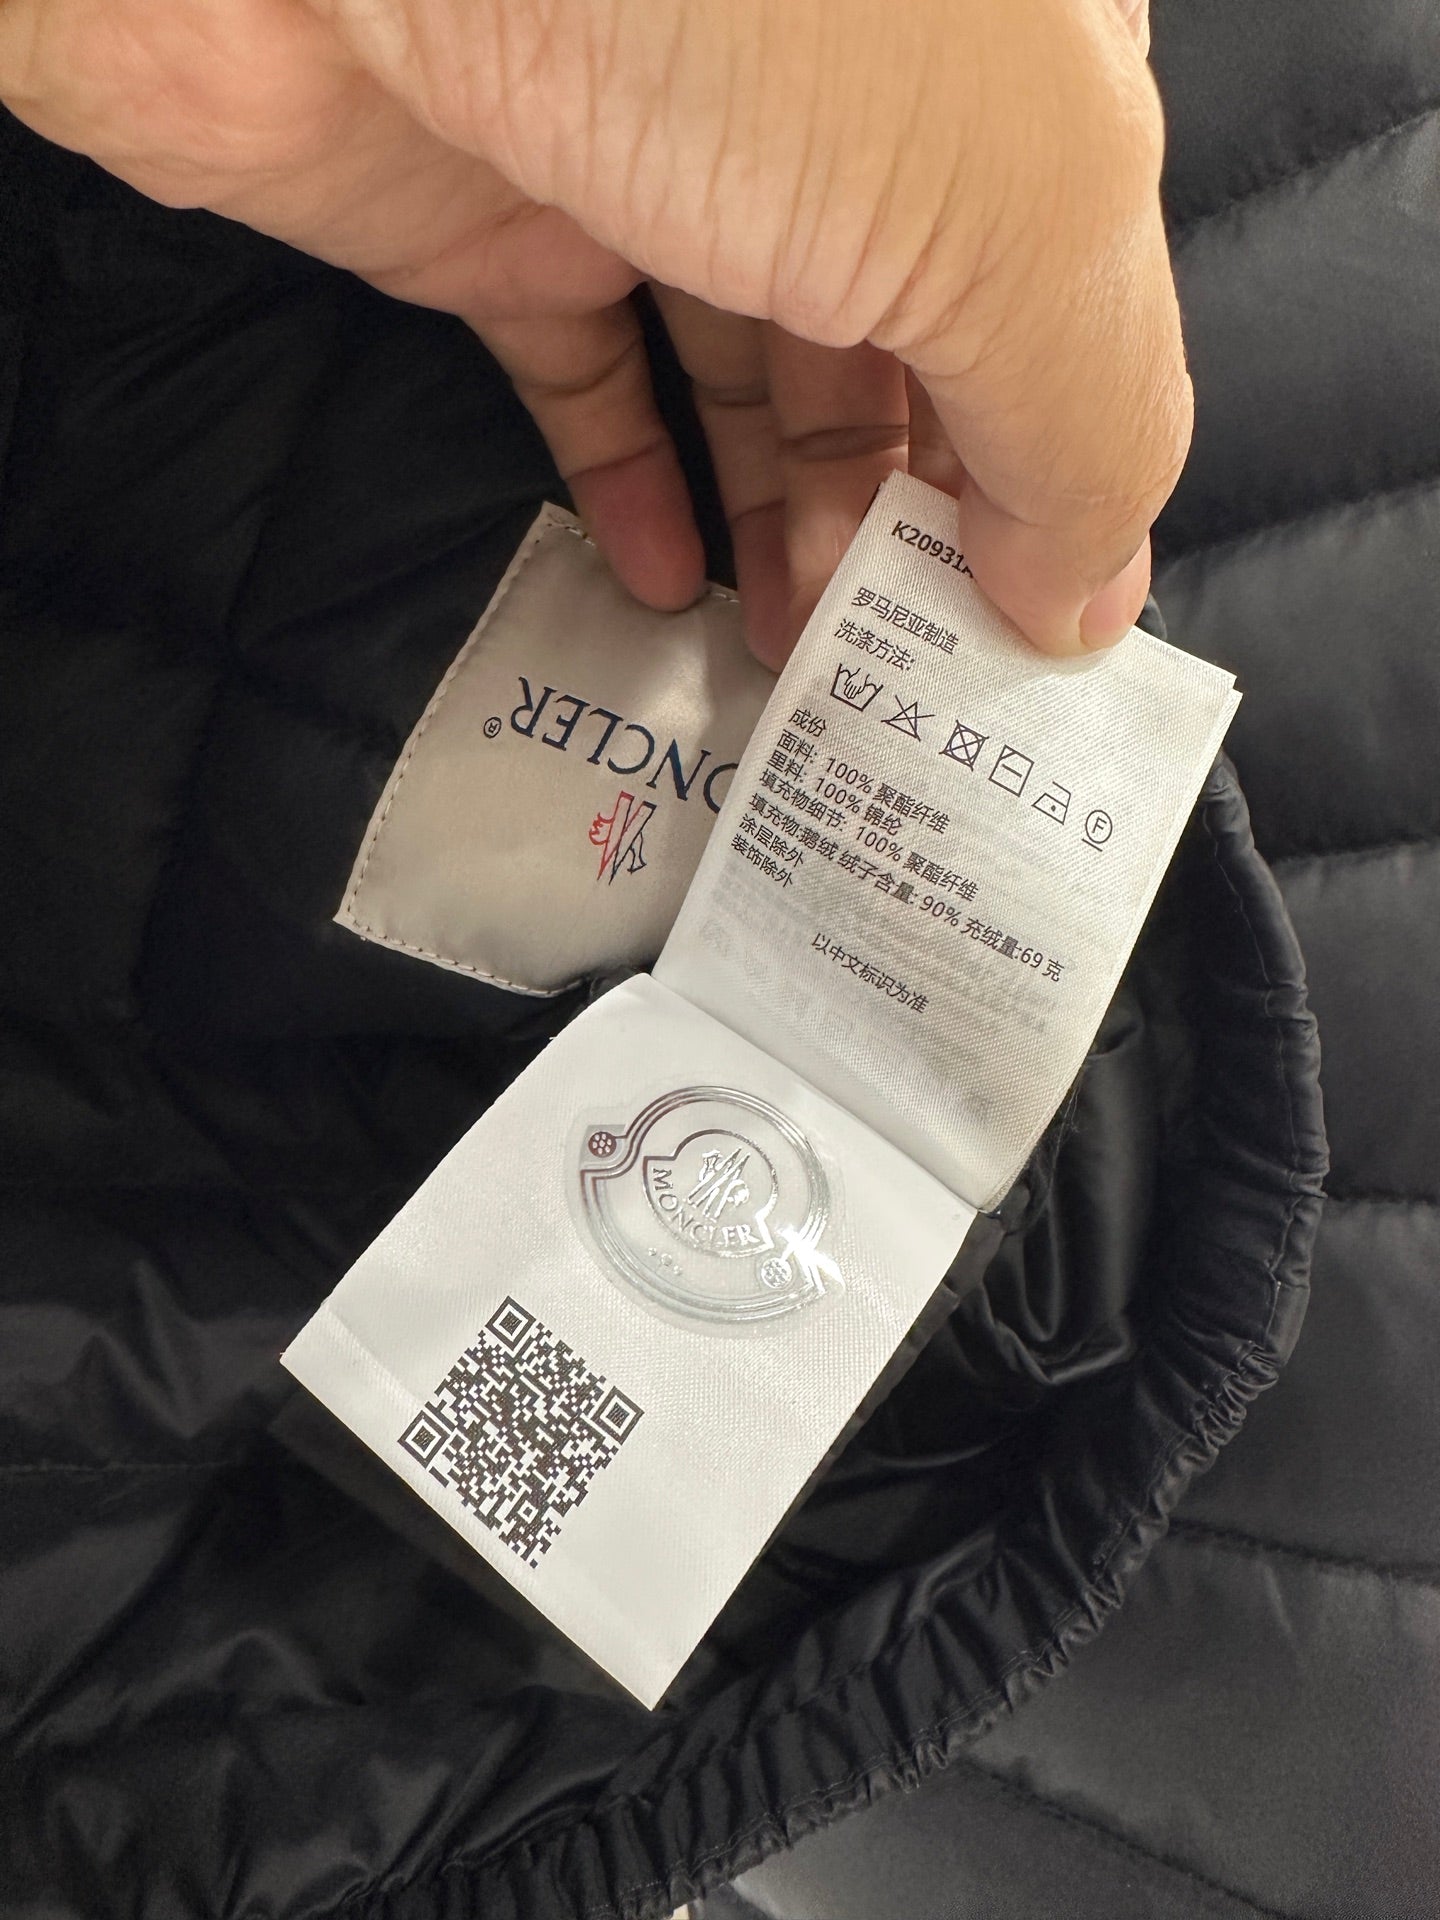 K20931A
罗马尼亚制造
洗涤方法:
F
成份
面料: 100% 聚酯纤维
里料: 100% 锦纶
填充物细节: 100% 聚酯纤维
填充物:鹅绒 绒子含量: 90% 充绒量:69 克
涂层除外
装饰除外
以中文标识为准
ONCLER®
MONCLER